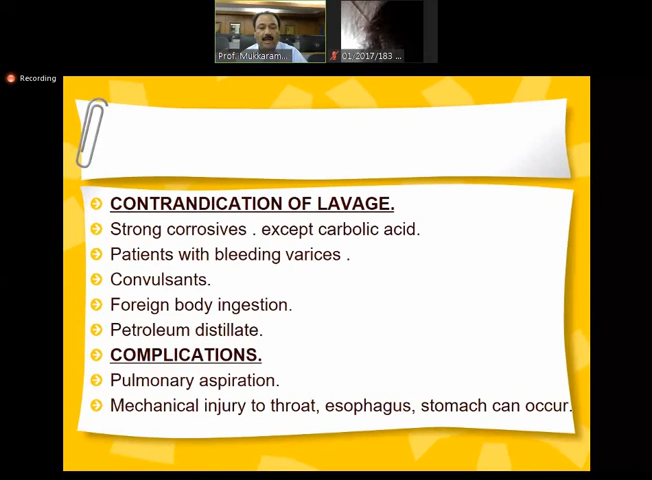 Prof. Mukkaram...
01/2017/183 ...
Recording
CONTRANDICATION OF LAVAGE.
Strong corrosives . except carbolic acid.
Patients with bleeding varices .
Convulsants.
Foreign body ingestion.
Petroleum distillate.
COMPLICATIONS.
Pulmonary aspiration.
Mechanical injury to throat, esophagus, stomach can occur.